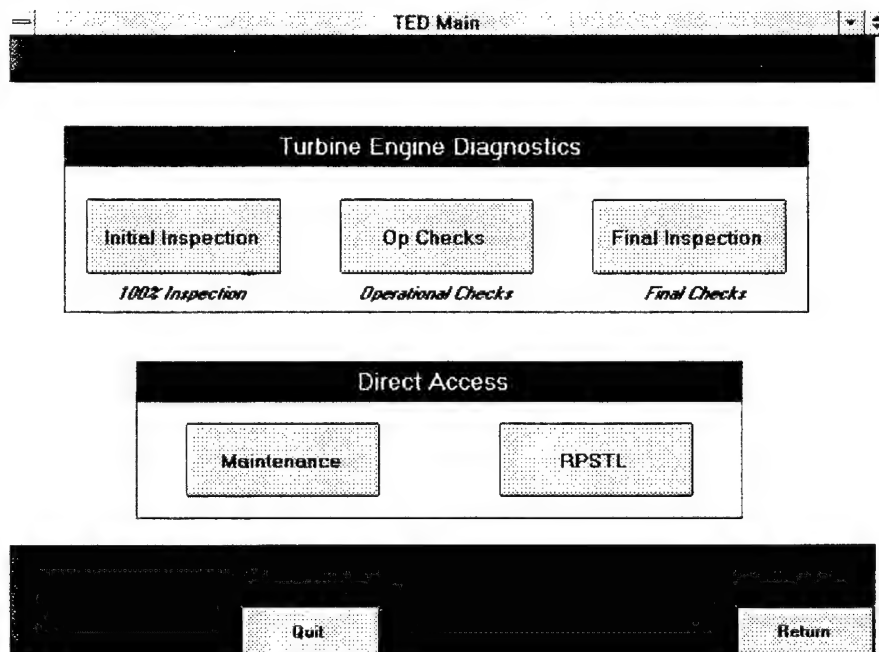 TED Main
Turbine Engine Diagnostics
Initial Inspection Op Checks Final Inspection
100% Inspection Operational Checks Final Checks
Direct Access
Maintenance RPSTL
Quit Return